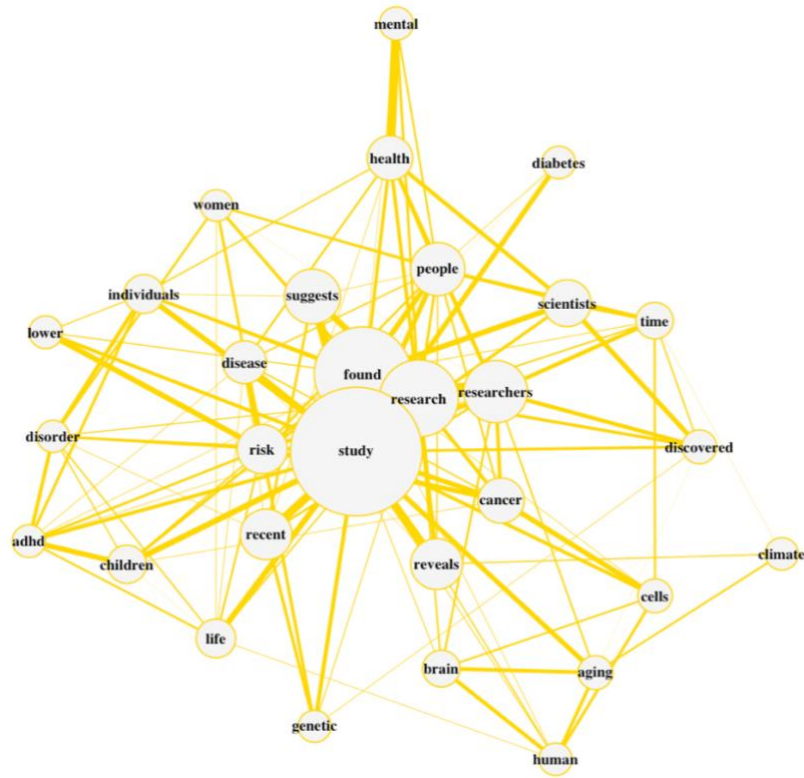 mental
health
diabetes
women
people
individuals
suggests
scientists
time
lower
disease
found
researchers
research
disorder
risk
study
discovered
cancer
recent
adhd
children
reveals
climate
cells
life
brain
aging
genetic
human